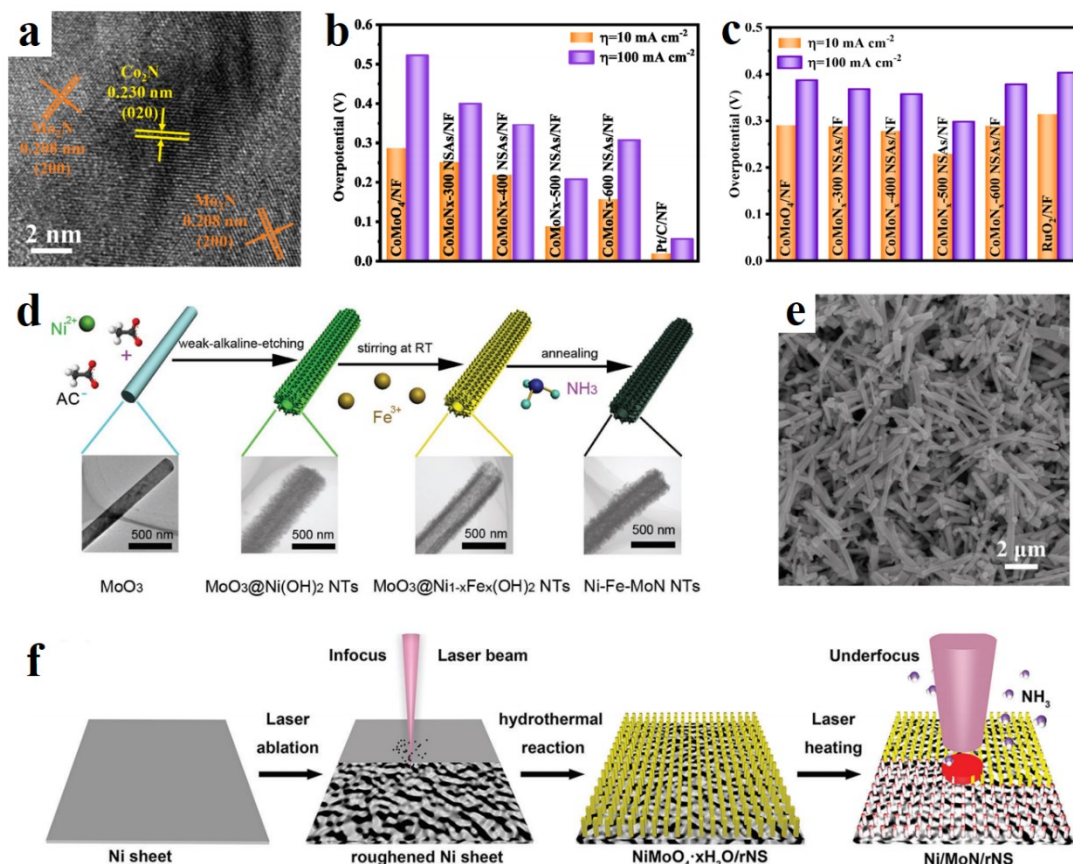 a
Co₂N
0.230 nm
(020)
Mo₂N
0.208 nm
(200)
Mo₂N
0.208 nm
(200)
2 nm
b
Overpotential (V)
0.6
0.5
0.4
0.3
0.2
0.1
0.0
η=10 mA cm⁻²
η=100 mA cm⁻²
CoMoO₄/NF
CoMoNx-300 NSAs/NF
CoMoNx-400 NSAs/NF
CoMoNx-500 NSAs/NF
CoMoNx-600 NSAs/NF
Pt/C/NF
c
Overpotential (V)
0.5
0.4
0.3
0.2
0.1
0.0
η=10 mA cm⁻²
η=100 mA cm⁻²
CoMoO₄/NF
CoMoNₓ-300 NSAs/NF
CoMoNₓ-400 NSAs/NF
CoMoNₓ-500 NSAs/NF
CoMoNₓ-600 NSAs/NF
RuO₂/NF
d
Ni²⁺
+
AC⁻
weak-alkaline-etching
stirring at RT
Fe³⁺
annealing
NH3
500 nm
500 nm
500 nm
500 nm
MoO₃
MoO₃@Ni(OH)₂ NTs
MoO₃@Ni₁₋ₓFeₓ(OH)₂ NTs
Ni-Fe-MoN NTs
e
2 μm
f
Infocus
Laser beam
Underfocus
NH₃
Laser
ablation
hydrothermal
reaction
Laser
heating
Ni sheet
roughened Ni sheet
NiMoO₄·xH₂O/rNS
Ni/MoN/rNS